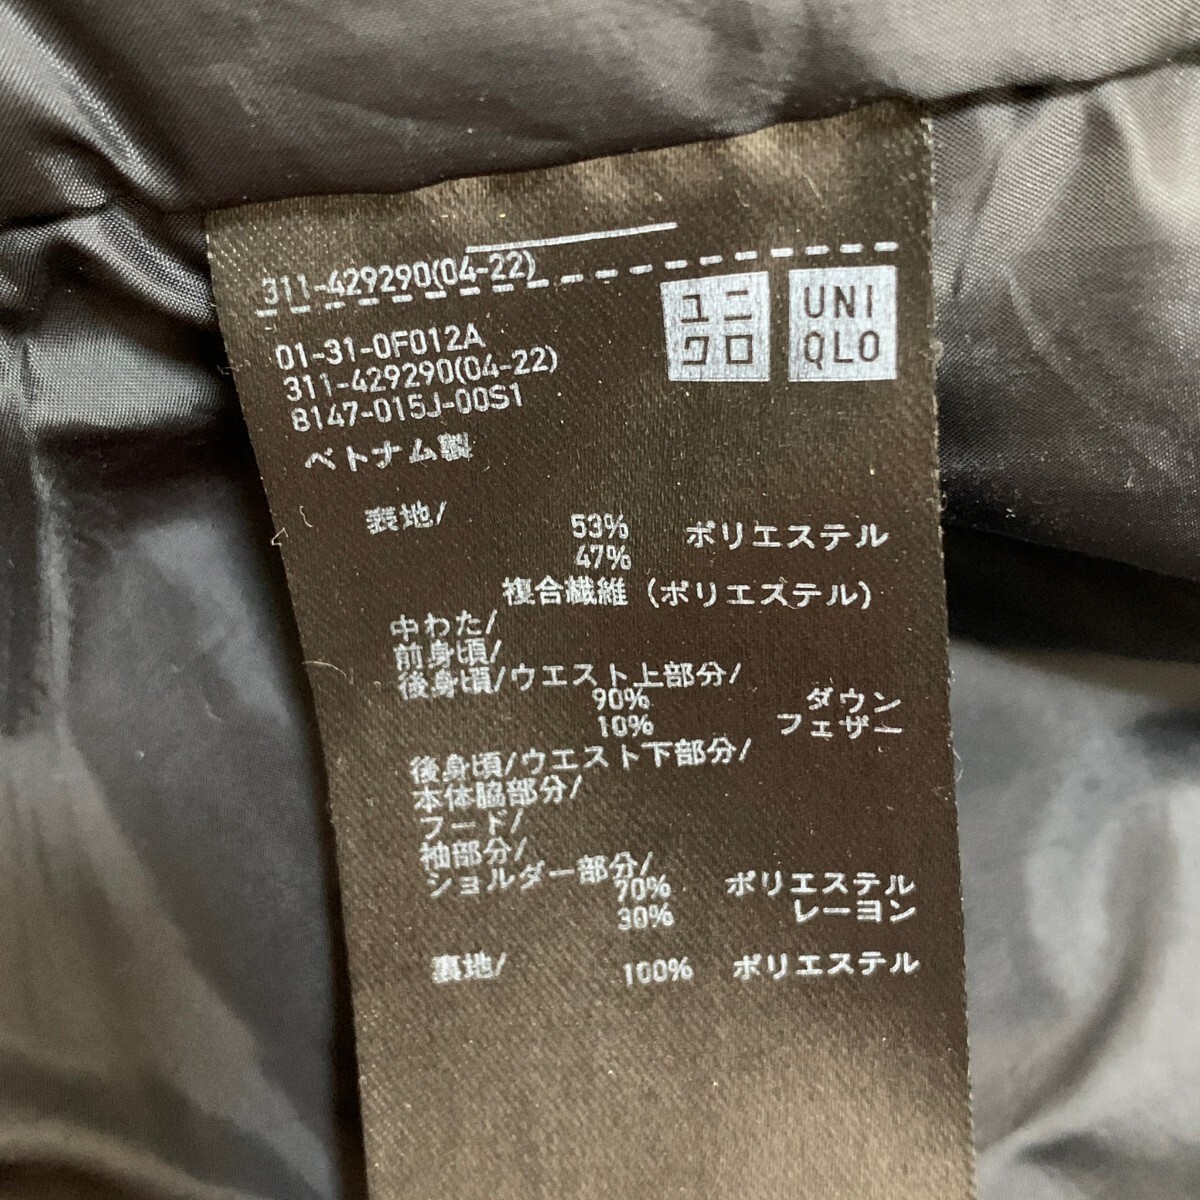 311-429290(04-22)
ユニ
クロ
UNI
QLO
01-31-0F012A
311-429290(04-22)
8147-015J-00S1
ベトナム製
表地/
53% ポリエステル
47%
複合繊維 (ポリエステル)
中わた/
前身頃/
後身頃/ウエスト上部分/
90% ダウン
10% フェザー
後身頃/ウエスト下部分/
本体脇部分/
フード/
袖部分/
ショルダー部分/
70% ポリエステル
30% レーヨン
裏地/ 100% ポリエステル